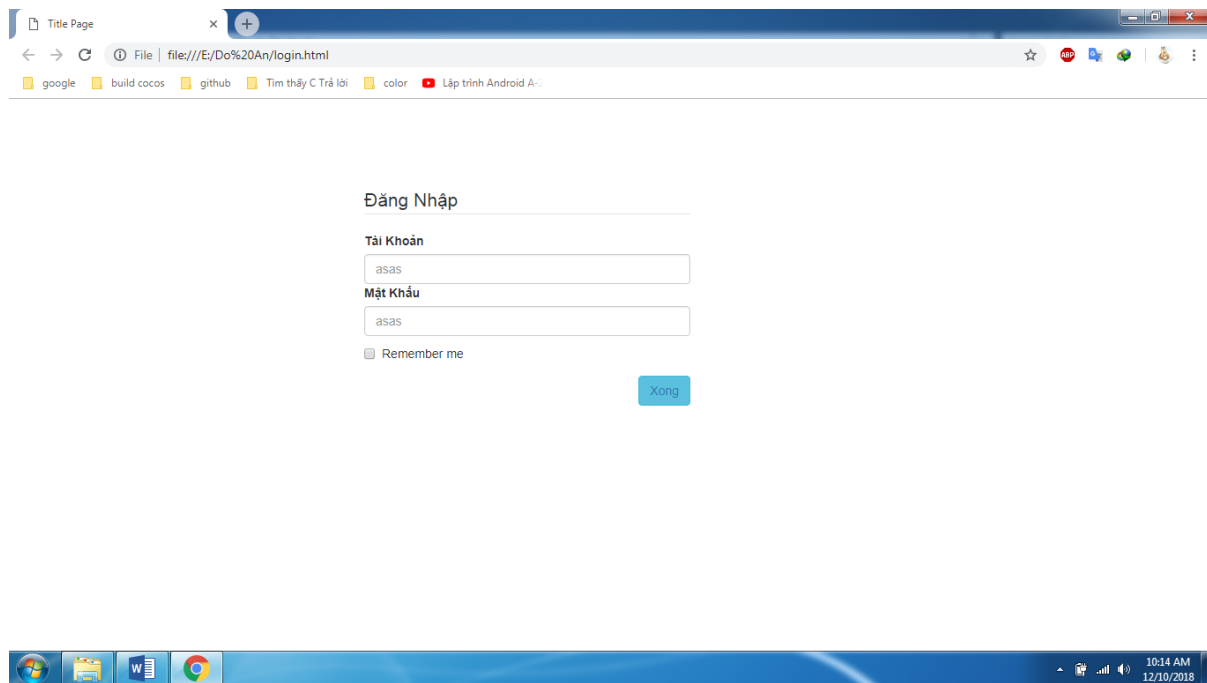 Title Page
File file:///E:/Do%20An/login.html
google build cocos github Tìm thấy C Trả lời color Lập trình Android A-
Đăng Nhập
Tài Khoản
asas
Mật Khẩu
asas
Remember me
Xong
10:14 AM
12/10/2018